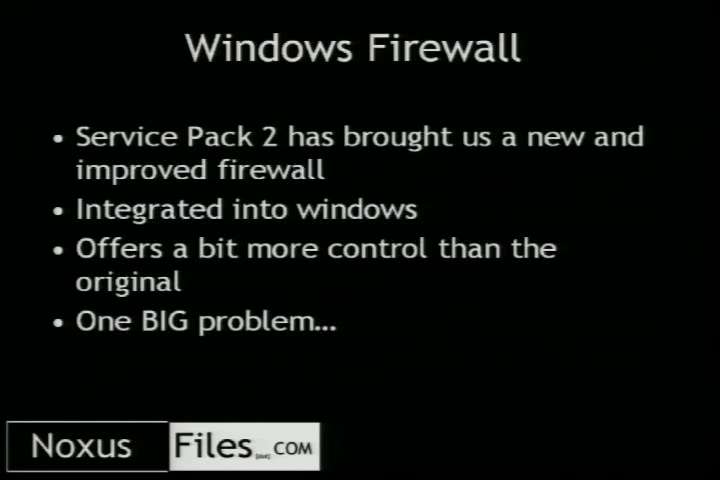 Windows Firewall
• Service Pack 2 has brought us a new and
improved firewall
• Integrated into windows
• Offers a bit more control than the
original
• One BIG problem...
Noxus Files[dot]COM